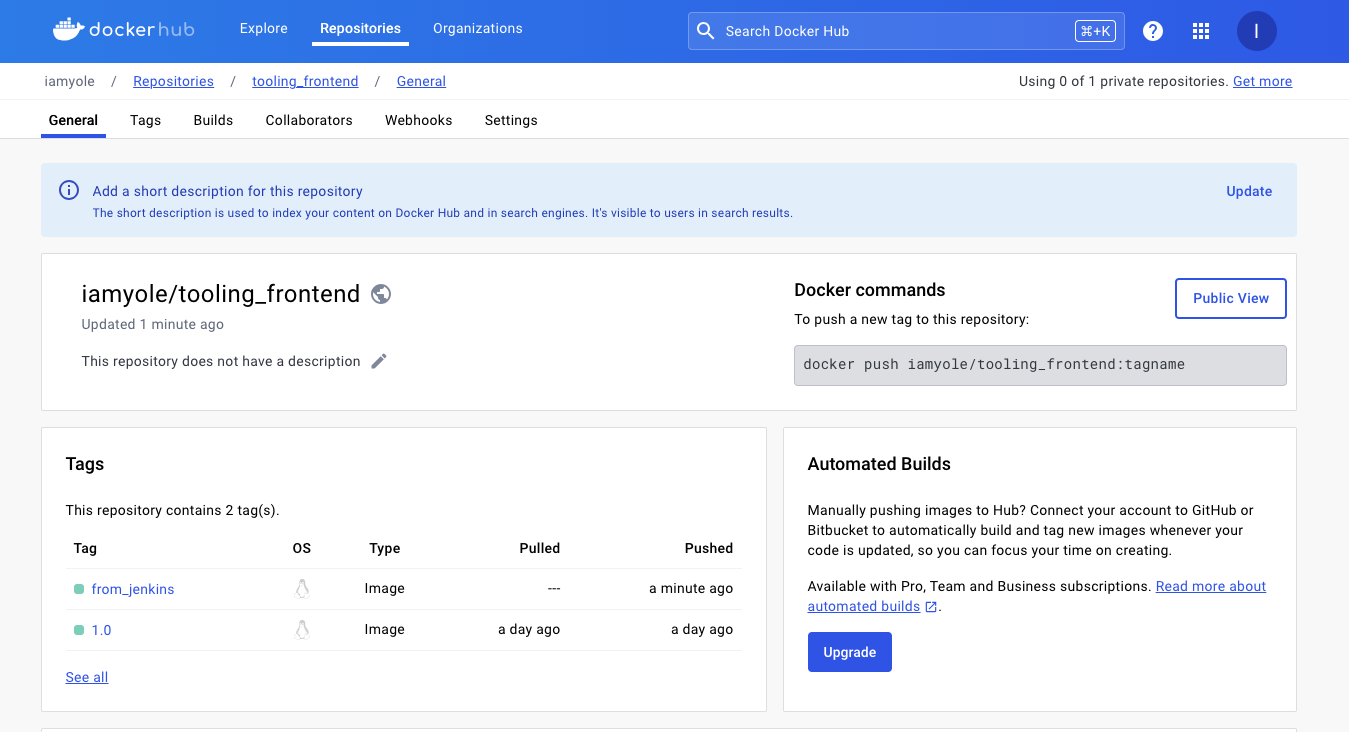 dockerhub Explore Repositories Organizations Search Docker Hub ⌘+K ? I
iamyole / Repositories / tooling_frontend / General Using 0 of 1 private repositories. Get more
General Tags Builds Collaborators Webhooks Settings
Add a short description for this repository Update
The short description is used to index your content on Docker Hub and in search engines. It's visible to users in search results.
iamyole/tooling_frontend
Updated 1 minute ago
This repository does not have a description
Docker commands
Public View
To push a new tag to this repository:
docker push iamyole/tooling_frontend:tagname
Tags
This repository contains 2 tag(s).
Tag OS Type Pulled Pushed
from_jenkins Image --- a minute ago
1.0 Image a day ago a day ago
See all
Automated Builds
Manually pushing images to Hub? Connect your account to GitHub or
Bitbucket to automatically build and tag new images whenever your
code is updated, so you can focus your time on creating.
Available with Pro, Team and Business subscriptions. Read more about
automated builds .
Upgrade